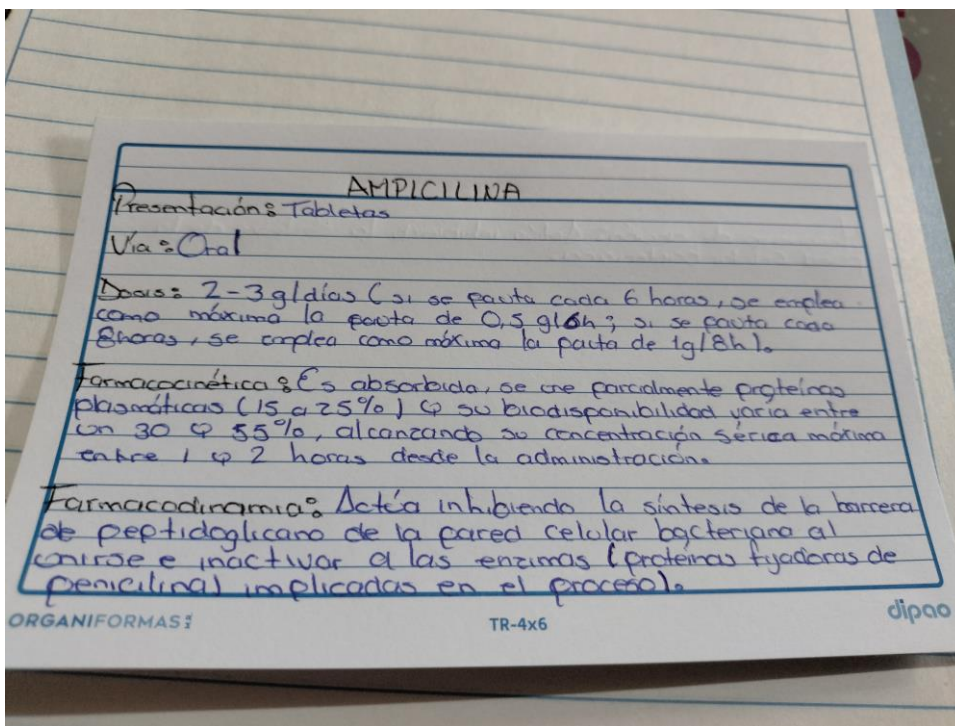 AMPICILINA
Presentación: Tabletas
Vía: Oral
Dosis: 2-3 g/días (si se pauta cada 6 horas, se emplea
como máximo la pauta de 0,5 g/6h; si se pauta cada
8horas, se emplea como máximo la pauta de 1g/8h).
Farmacocinética: Es absorbida, se une parcialmente proteínas
plasmáticas (15 a 25%) y su biodisponibilidad varia entre
un 30 y 55%, alcanzando su concentración sérica máxima
entre 1 y 2 horas desde la administración.
Farmacodinamia: Actúa inhibiendo la síntesis de la barrera
de peptidoglicano de la pared celular bacteriana al
unirse e inactivar a las enzimas (proteínas fijadoras de
penicilina) implicadas en el proceso).
ORGANIFORMAS TR-4x6 dipao